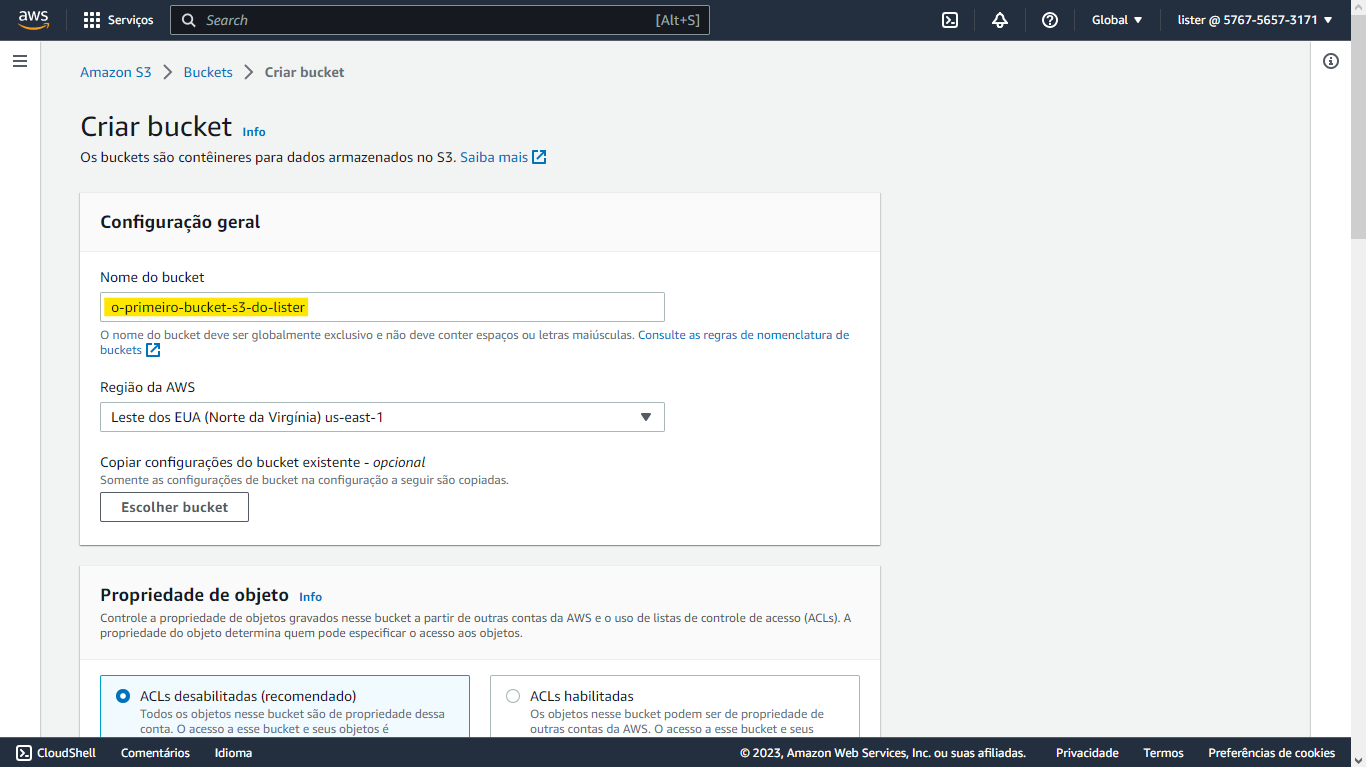 aws
Serviços
Search
[Alt+S]
Global
lister @ 5767-5657-3171
Amazon S3
Buckets
Criar bucket
Criar bucket
Info
Os buckets são contêineres para dados armazenados no S3. Saiba mais
Configuração geral
Nome do bucket
o-primeiro-bucket-s3-do-lister
O nome do bucket deve ser globalmente exclusivo e não deve conter espaços ou letras maiúsculas. Consulte as regras de nomenclatura de
buckets
Região da AWS
Leste dos EUA (Norte da Virgínia) us-east-1
Copiar configurações do bucket existente - opcional
Somente as configurações de bucket na configuração a seguir são copiadas.
Escolher bucket
Propriedade de objeto
Info
Controle a propriedade de objetos gravados nesse bucket a partir de outras contas da AWS e o uso de listas de controle de acesso (ACLs). A
propriedade do objeto determina quem pode especificar o acesso aos objetos.
ACLs desabilitadas (recomendado)
Todos os objetos nesse bucket são de propriedade dessa
conta. O acesso a esse bucket e seus objetos é
ACLs habilitadas
Os objetos nesse bucket podem ser de propriedade de
outras contas da AWS. O acesso a esse bucket e seus
CloudShell
Comentários
Idioma
© 2023, Amazon Web Services, Inc. ou suas afiliadas.
Privacidade
Termos
Preferências de cookies